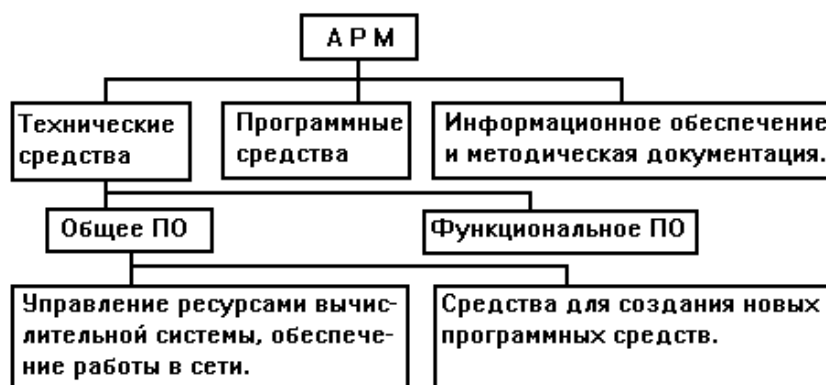 А Р М
Технические
средства
Программные
средства
Информационное обеспечение
и методическая документация.
Общее ПО
Функциональное ПО
Управление ресурсами вычис-
лительной системы, обеспече-
ние работы в сети.
Средства для создания новых
программных средств.